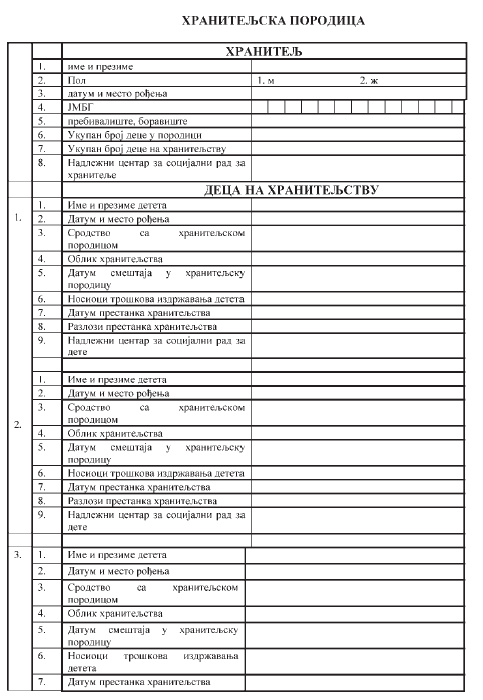 ХРАНИТЕЉСКА ПОРОДИЦА
ХРАНИТЕЉ
1. име и презиме
2. Пол 1. м 2. ж
3. датум и место рођења
4. ЈМБГ
5. пребивалиште, боравиште
6. Укупан број деце у породици
7. Укупан број деце на хранитељству
8. Надлежни центар за социјални рад за
хранитеље
ДЕЦА НА ХРАНИТЕЉСТВУ
1. 1. Име и презиме детета
2. Датум и место рођења
3. Сродство са хранитељском
породицом
4. Облик хранитељства
5. Датум смештаја у хранитељску
породицу
6. Носиоци трошкова издржавања детета
7. Датум престанка хранитељства
8. Разлози престанка хранитељства
9. Надлежни центар за социјални рад за
дете
1. Име и презиме детета
2. Датум и место рођења
3. Сродство са хранитељском
2. породицом
4. Облик хранитељства
5. Датум смештаја у хранитељску
породицу
6. Носиоци трошкова издржавања детета
7. Датум престанка хранитељства
8. Разлози престанка хранитељства
9. Надлежни центар за социјални рад за
дете
3. 1. Име и презиме детета
2. Датум и место рођења
3. Сродство са хранитељском
породицом
4. Облик хранитељства
5. Датум смештаја у хранитељску
породицу
6. Носиоци трошкова издржавања
детета
7. Датум престанка хранитељства